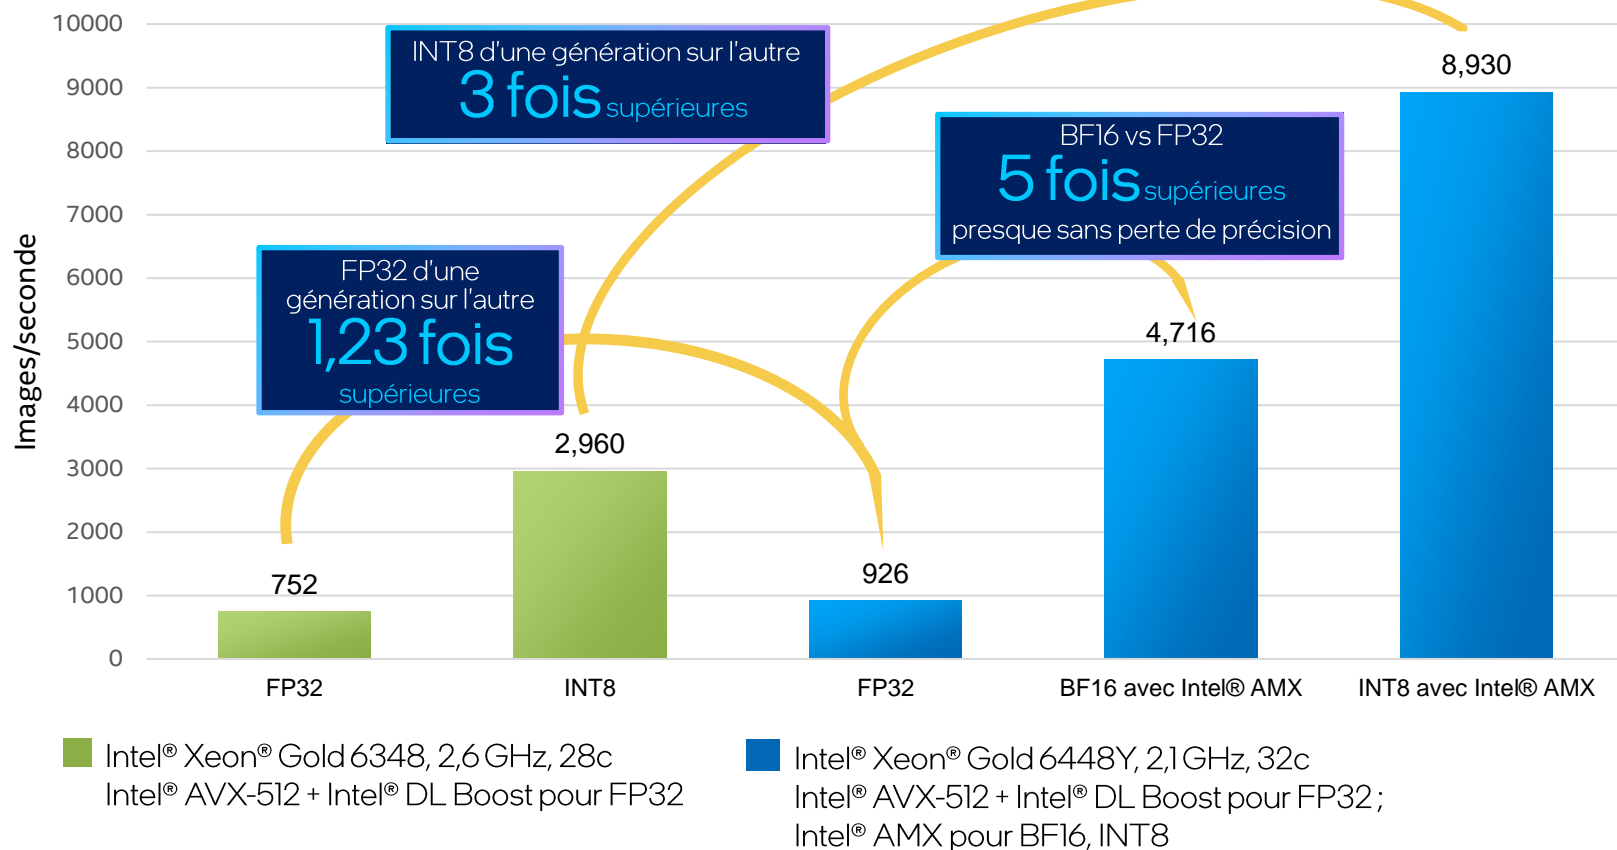 Images/seconde
10000
9000
8000
7000
6000
5000
4000
3000
2000
1000
0
INT8 d'une génération sur l'autre
3 fois supérieures
BF16 vs FP32
5 fois supérieures
presque sans perte de précision
FP32 d'une
génération sur l'autre
1,23 fois
supérieures
752
2,960
926
4,716
8,930
FP32
INT8
FP32
BF16 avec Intel® AMX
INT8 avec Intel® AMX
Intel® Xeon® Gold 6348, 2,6 GHz, 28c
Intel® AVX-512 + Intel® DL Boost pour FP32
Intel® Xeon® Gold 6448Y, 2,1 GHz, 32c
Intel® AVX-512 + Intel® DL Boost pour FP32 ;
Intel® AMX pour BF16, INT8